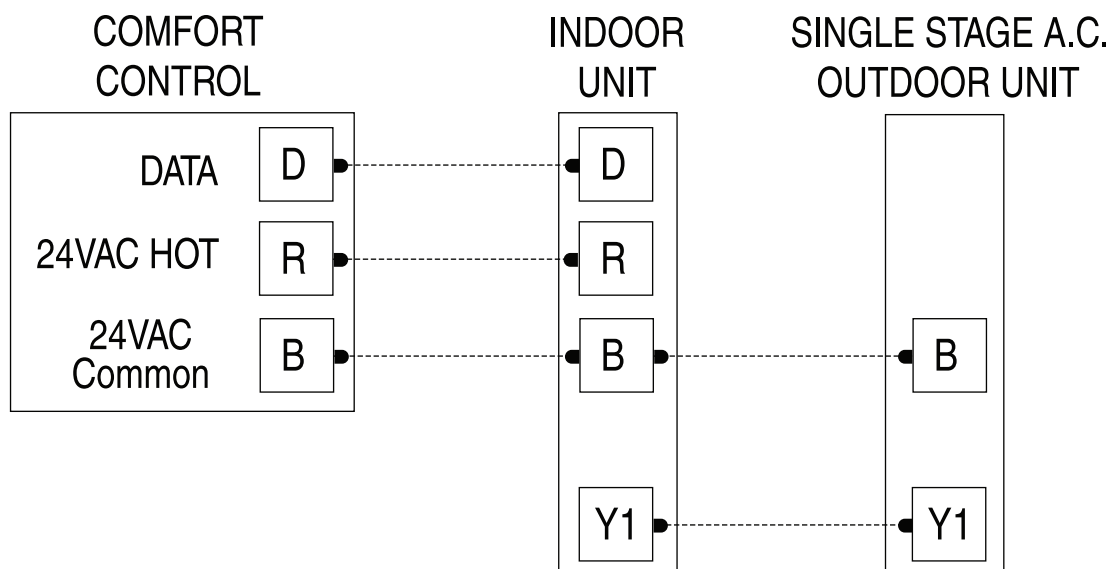 COMFORT
CONTROL
INDOOR
UNIT
SINGLE STAGE A.C.
OUTDOOR UNIT
DATA
D
D
24VAC HOT
R
R
24VAC
Common
B
B
B
Y1
Y1